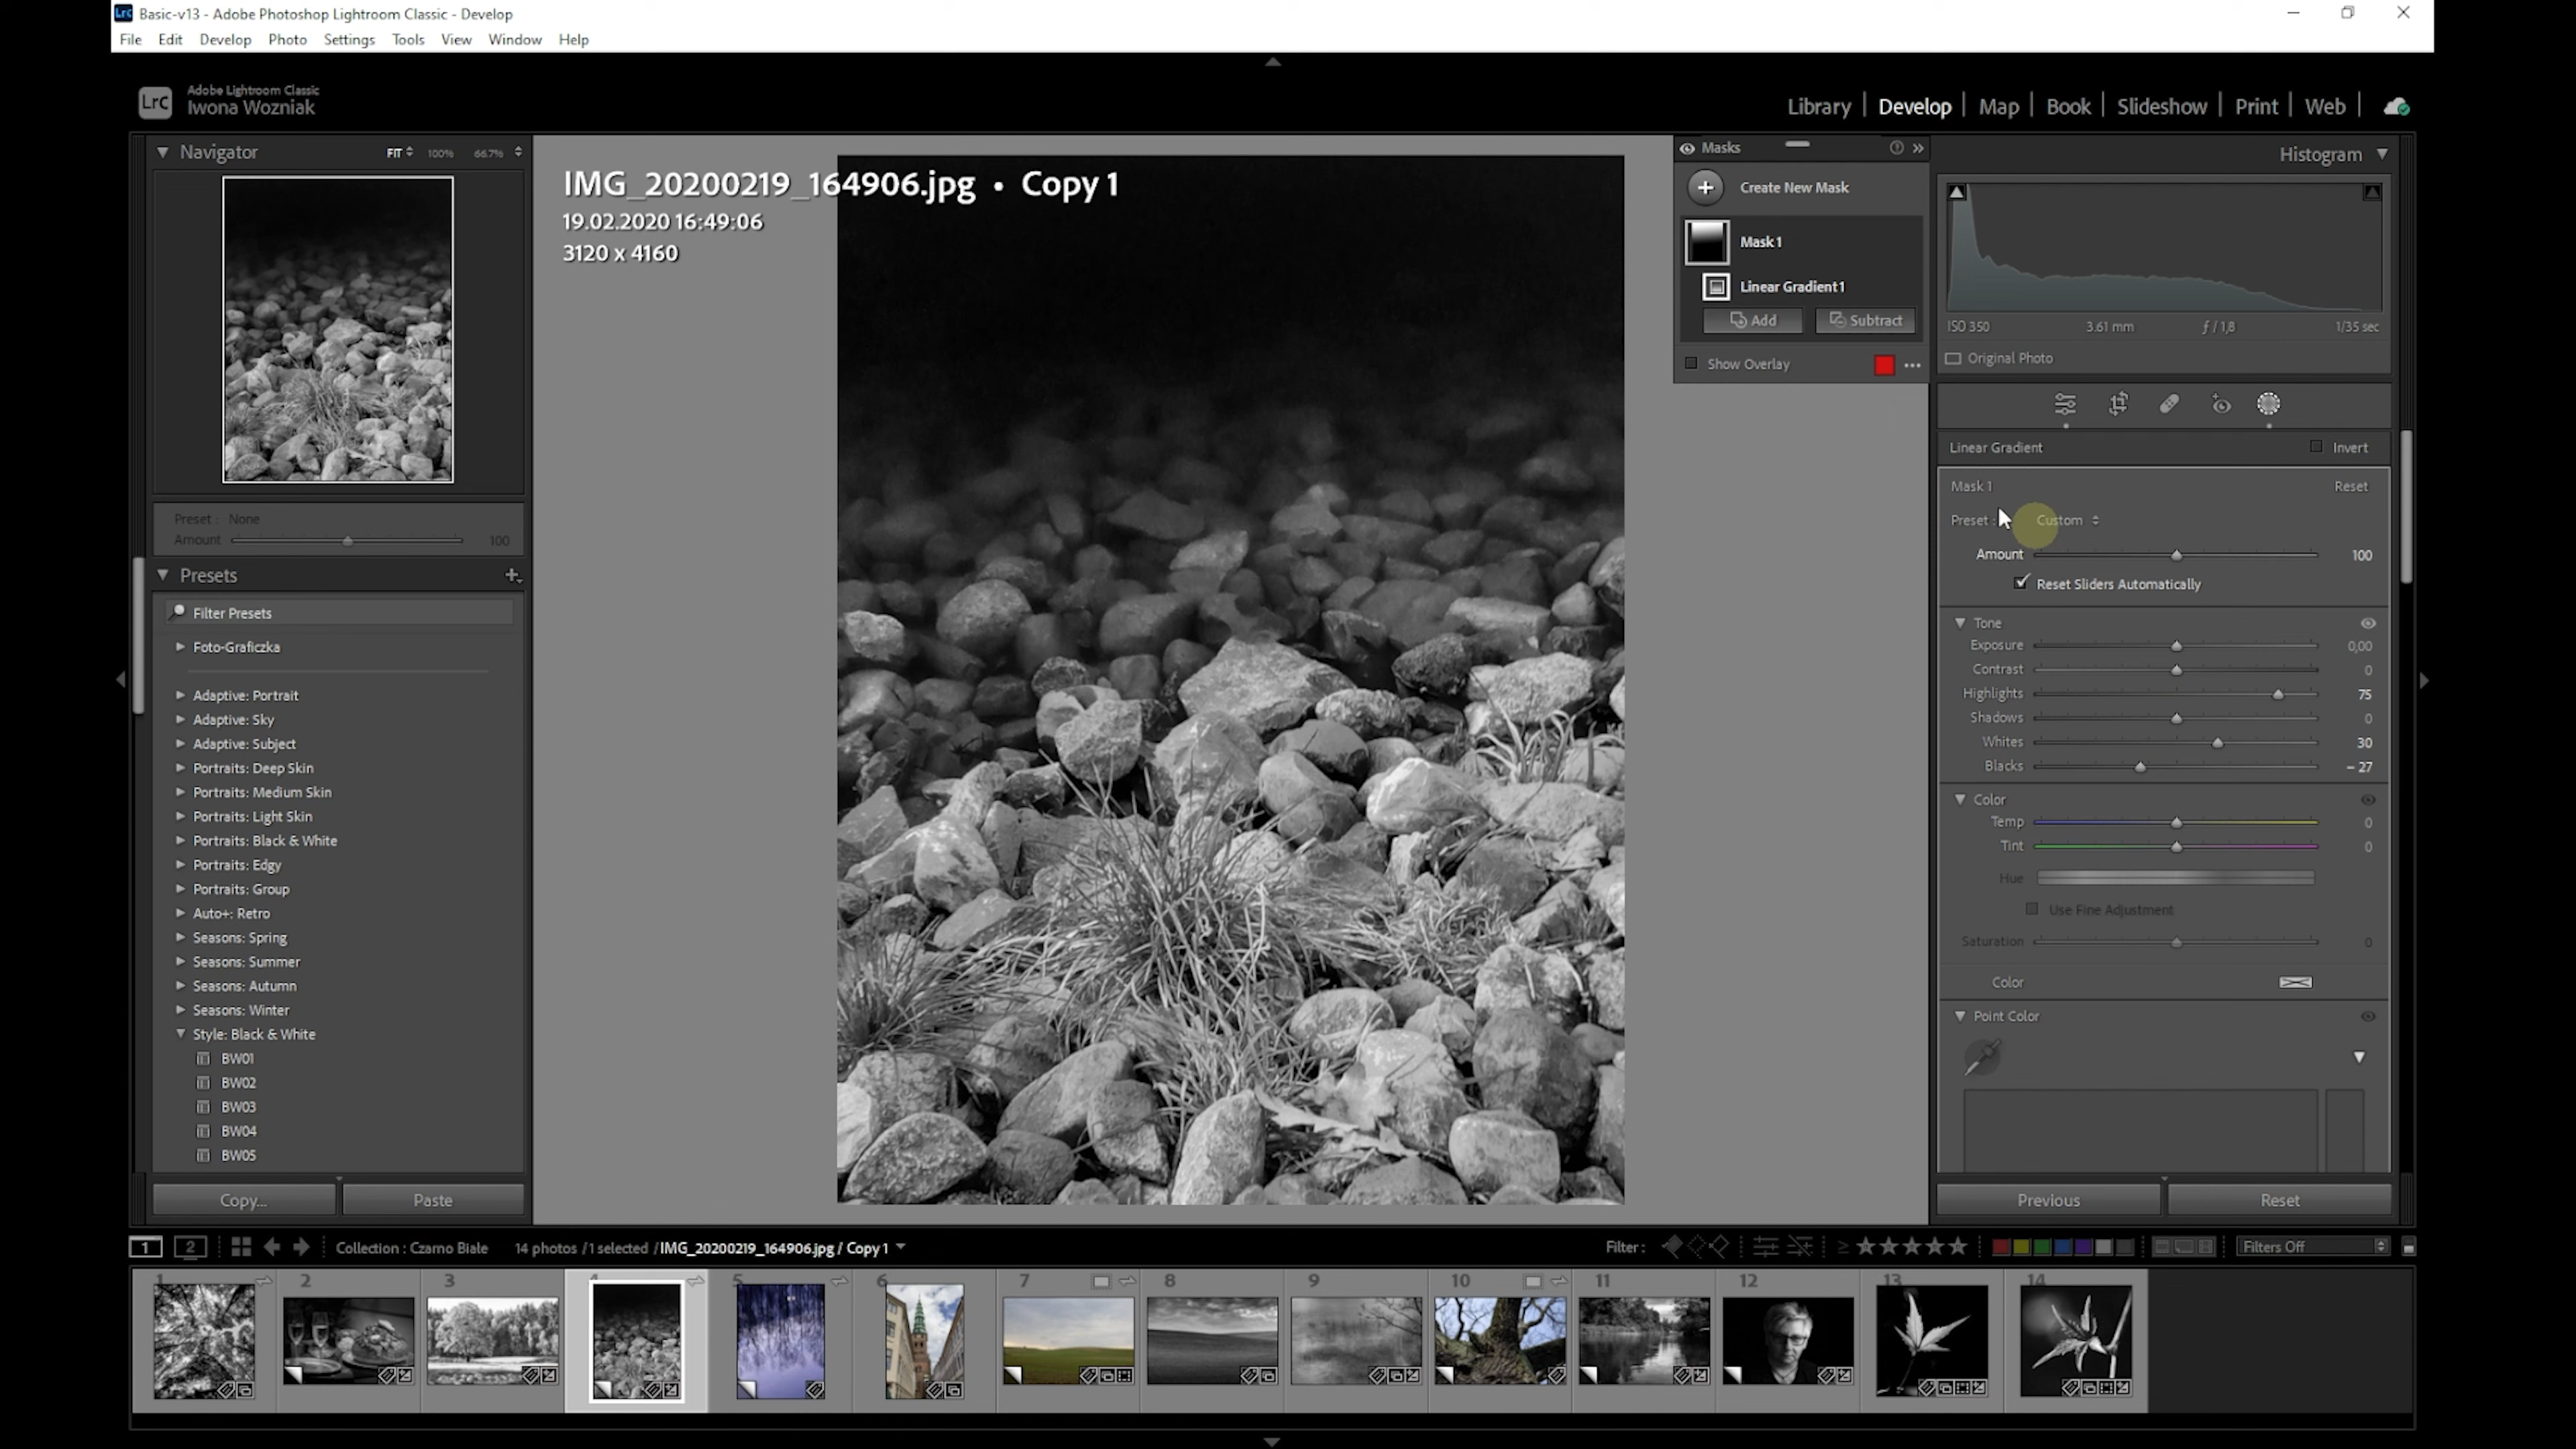 Lrc Basic-v13 - Adobe Photoshop Lightroom Classic - Develop
File Edit Develop Photo Settings Tools View Window Help
LrC Adobe Lightroom Classic
Iwona Wozniak
Library Develop Map Book Slideshow Print Web
Navigator FIT 100% 66.7%
Preset : None
Amount 100
Presets
Filter Presets
Foto-Graficzka
Adaptive: Portrait
Adaptive: Sky
Adaptive: Subject
Portraits: Deep Skin
Portraits: Medium Skin
Portraits: Light Skin
Portraits: Black & White
Portraits: Edgy
Portraits: Group
Auto+: Retro
Seasons: Spring
Seasons: Summer
Seasons: Autumn
Seasons: Winter
Style: Black & White
BW01
BW02
BW03
BW04
BW05
Copy... Paste
IMG_20200219_164906.jpg • Copy 1
19.02.2020 16:49:06
3120 x 4160
Masks
Create New Mask
Mask 1
Linear Gradient 1
Add Subtract
Show Overlay
Histogram
ISO 350 3.61 mm ƒ / 1,8 1/35 sec
Original Photo
Linear Gradient Invert
Mask 1 Reset
Preset : Custom
Amount 100
Reset Sliders Automatically
Tone
Exposure 0,00
Contrast 0
Highlights 75
Shadows 0
Whites 30
Blacks – 27
Color
Temp 0
Tint 0
Hue
Use Fine Adjustment
Saturation 0
Color
Point Color
Previous Reset
1 2 Collection : Czarno Biale 14 photos / 1 selected / IMG_20200219_164906.jpg / Copy 1 Filter : ≥ Filters Off
1 2 3 4 5 6 7 8 9 10 11 12 13 14